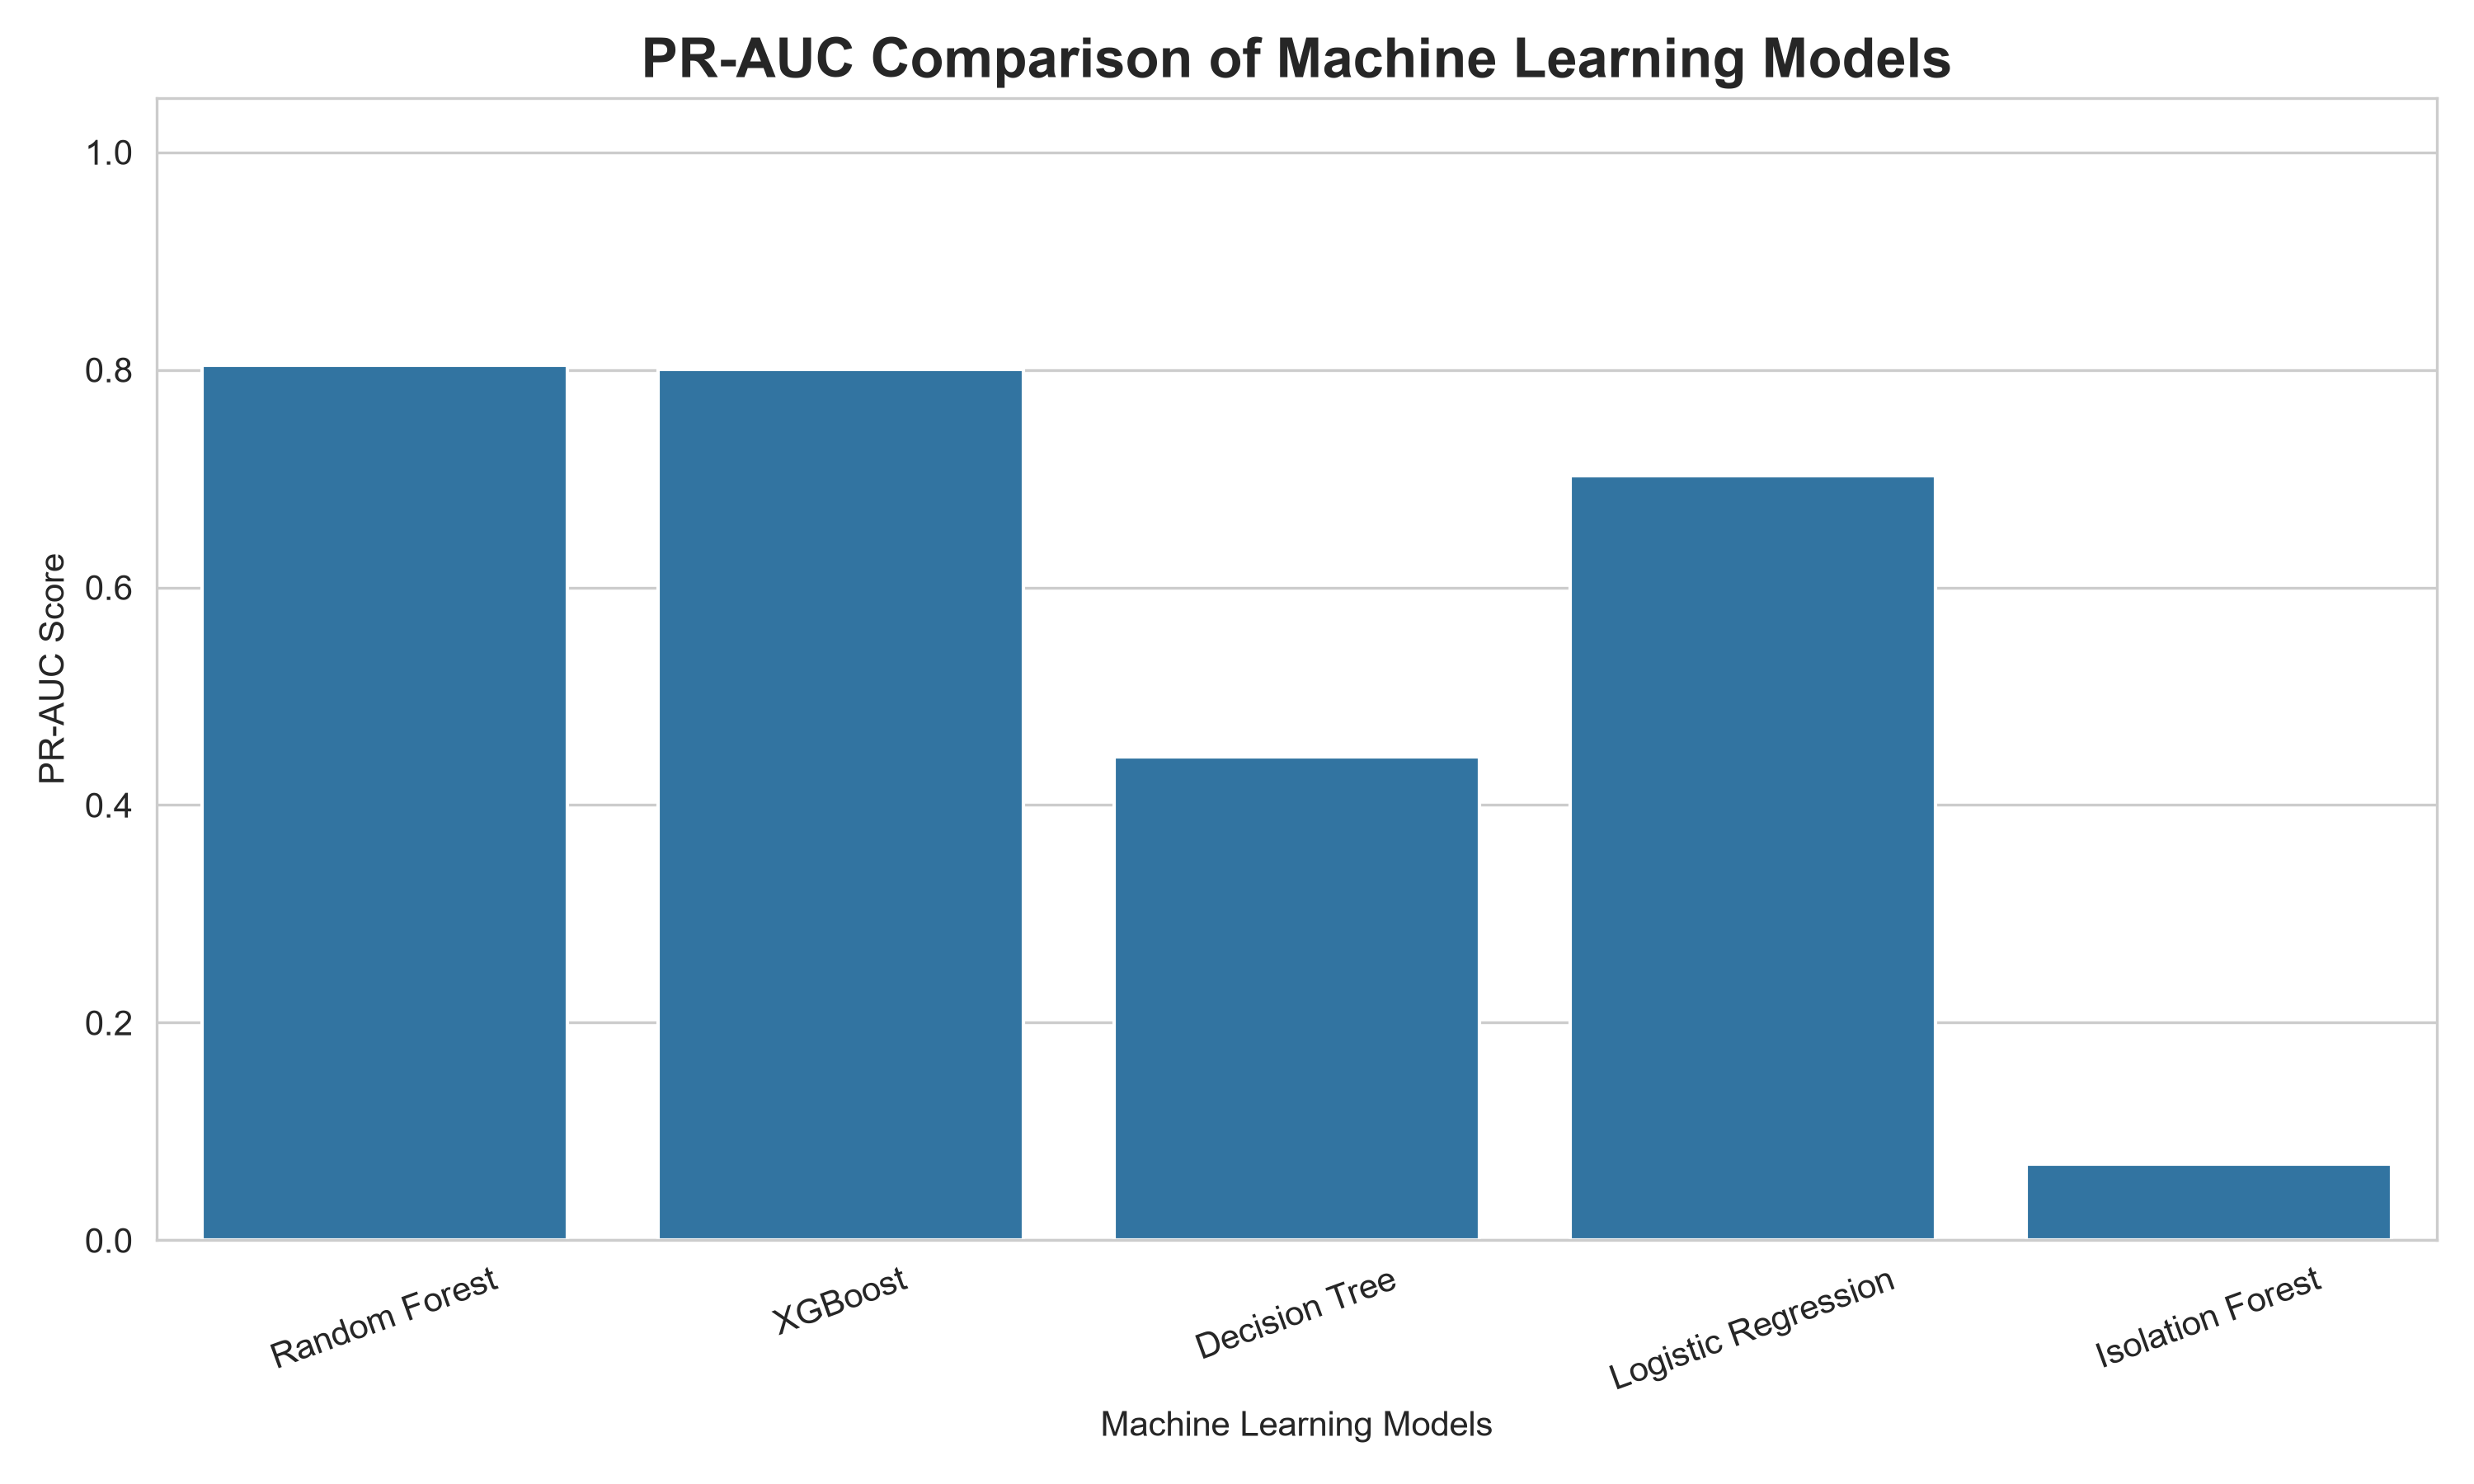 PR-AUC Comparison of Machine Learning Models
1.0
0.8
0.6
0.4
0.2
0.0
PR-AUC Score
Random Forest
XGBoost
Decision Tree
Logistic Regression
Isolation Forest
Machine Learning Models